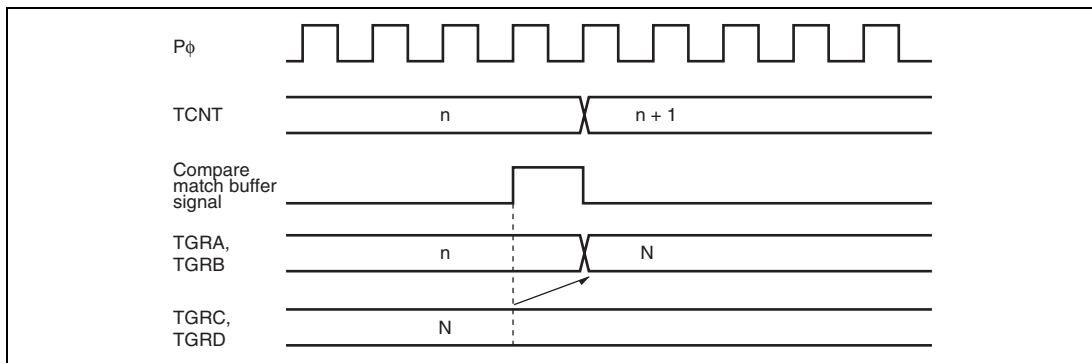 Pϕ
TCNT
n
n + 1
Compare
match buffer
signal
TGRA,
TGRB
n
N
TGRC,
TGRD
N